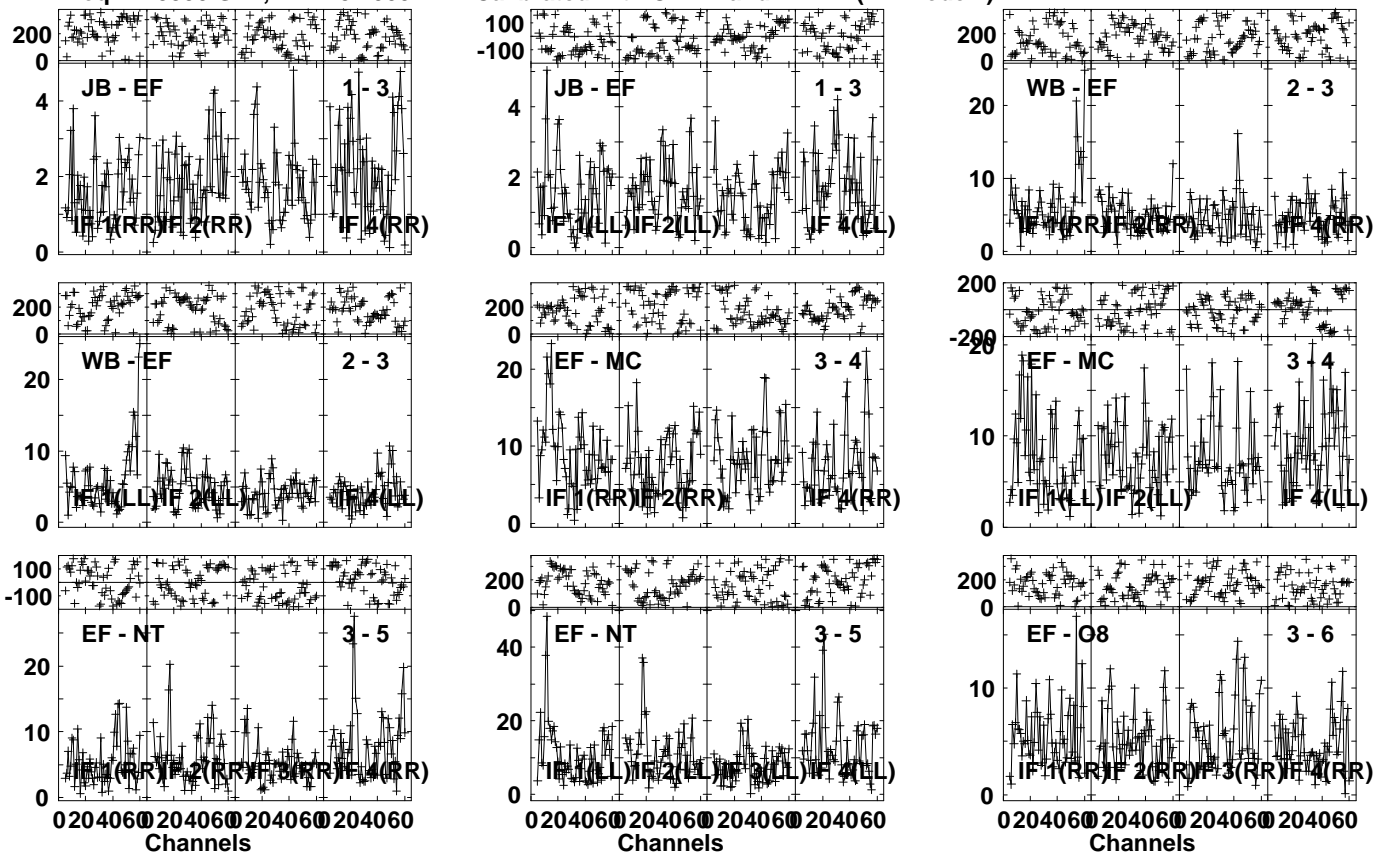 100
200
200
-100
0
0
JB - EF 1 - 3
JB - EF 1 - 3
WB - EF 2 - 3
4
4
20
2
2
10
IF 1(RR) IF 2(RR) IF 4(RR)
IF 1(LL) IF 2(LL) IF 4(LL)
IF 1(RR) IF 2(RR) IF 4(RR)
0
0
0
200
200
200
0
0
-200
WB - EF 2 - 3
EF - MC 3 - 4
EF - MC 3 - 4
20
20
20
10
10
10
IF 1(LL) IF 2(LL) IF 4(LL)
IF 1(RR) IF 2(RR) IF 4(RR)
IF 1(LL) IF 2(LL) IF 4(LL)
0
0
0
100
200
200
-100
0
0
EF - NT 3 - 5
EF - NT 3 - 5
EF - O8 3 - 6
20
40
10
10
20
IF 1(RR) IF 2(RR) IF 3(RR) IF 4(RR)
IF 1(LL) IF 2(LL) IF 3(LL) IF 4(LL)
IF 1(RR) IF 2(RR) IF 3(RR) IF 4(RR)
0
0
0
0 20 40 60 0 20 40 60 0 20 40 60 0 20 40 60
0 20 40 60 0 20 40 60 0 20 40 60 0 20 40 60
0 20 40 60 0 20 40 60 0 20 40 60 0 20 40 60
Channels
Channels
Channels